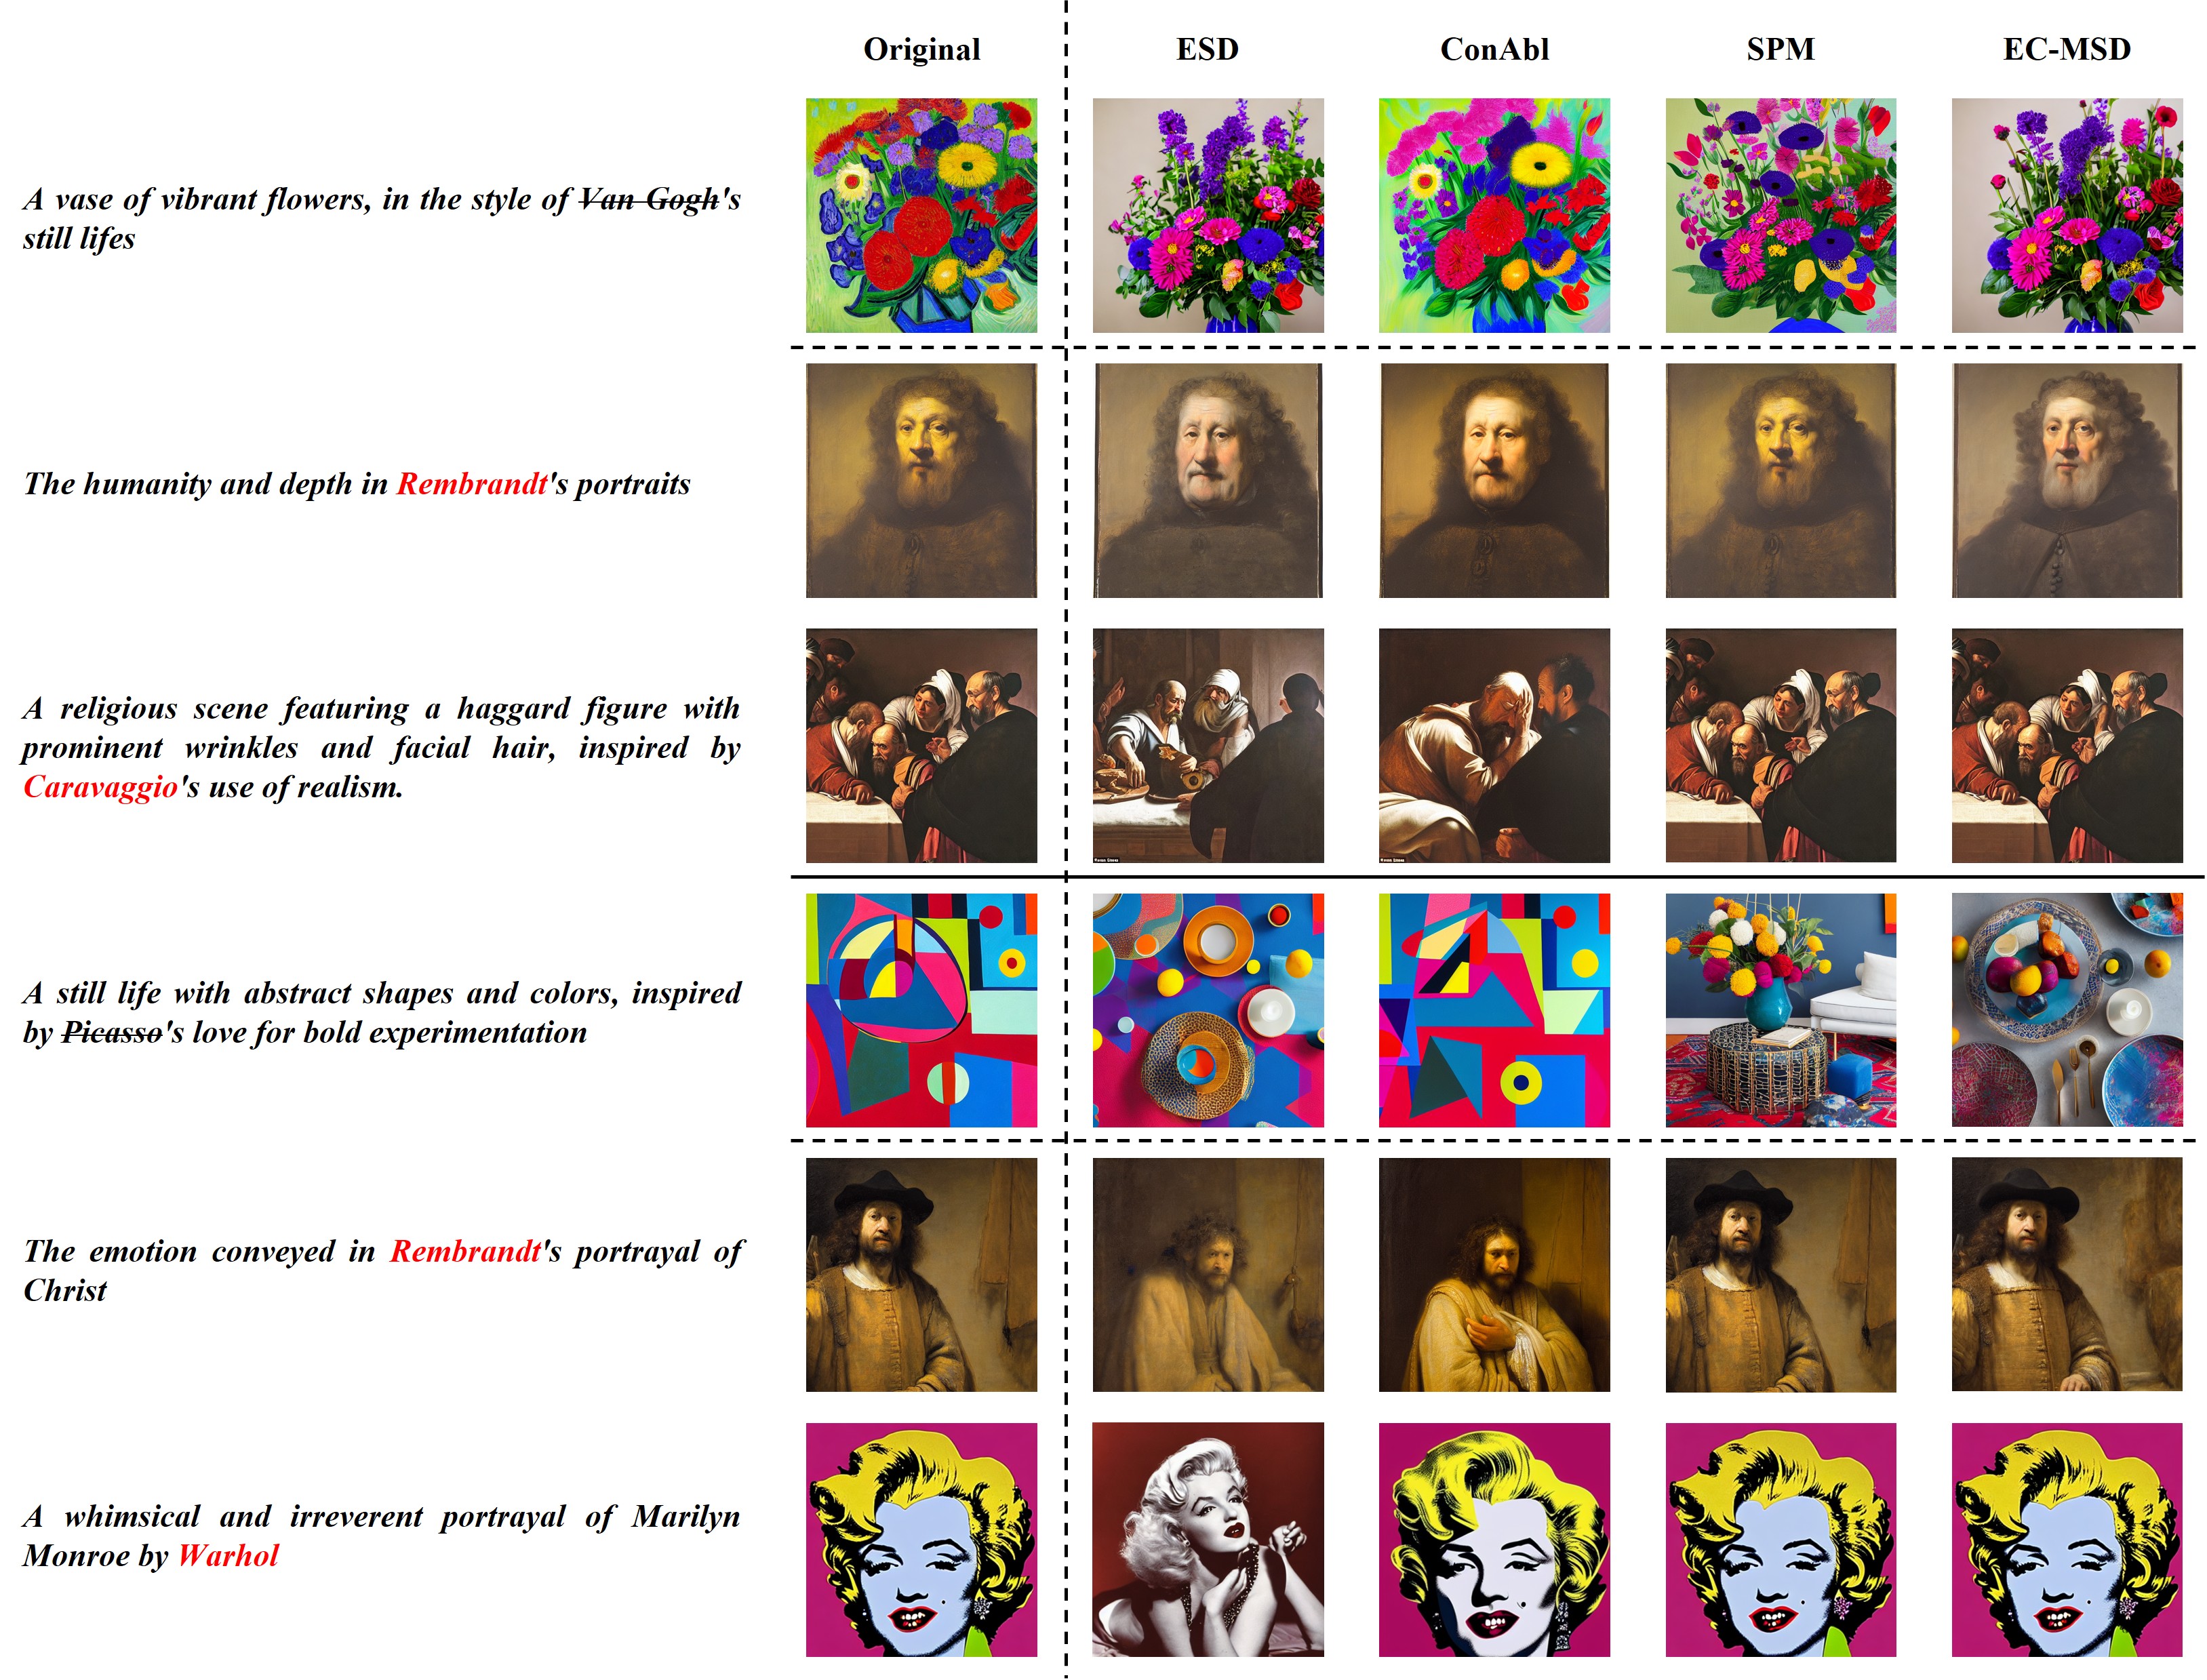 Original ESD ConAbl SPM EC-MSD
A vase of vibrant flowers, in the style of Van Gogh's
still lifes
The humanity and depth in Rembrandt's portraits
A religious scene featuring a haggard figure with
prominent wrinkles and facial hair, inspired by
Caravaggio's use of realism.
A still life with abstract shapes and colors, inspired
by Picasso's love for bold experimentation
The emotion conveyed in Rembrandt's portrayal of
Christ
A whimsical and irreverent portrayal of Marilyn
Monroe by Warhol